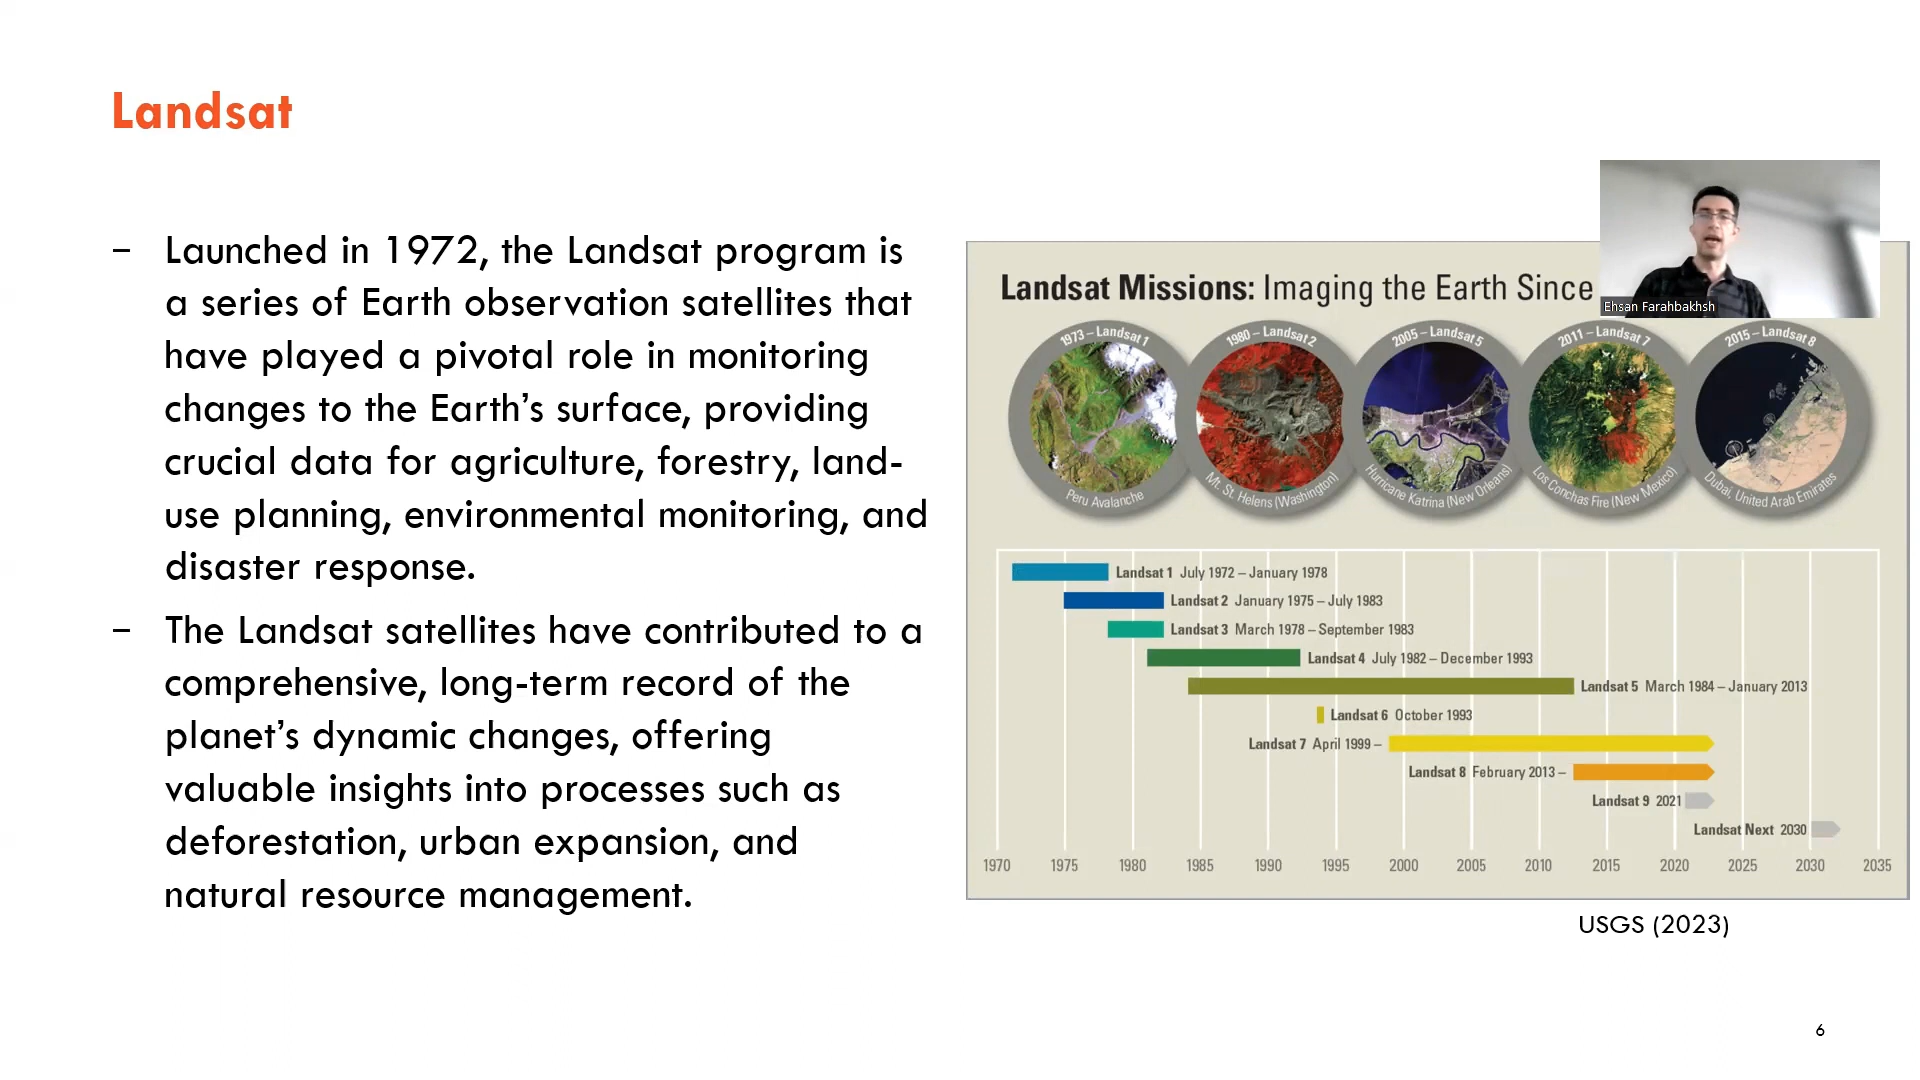 Landsat
– Launched in 1972, the Landsat program is
a series of Earth observation satellites that
have played a pivotal role in monitoring
changes to the Earth's surface, providing
crucial data for agriculture, forestry, land-
use planning, environmental monitoring, and
disaster response.
– The Landsat satellites have contributed to a
comprehensive, long-term record of the
planet's dynamic changes, offering
valuable insights into processes such as
deforestation, urban expansion, and
natural resource management.
Ehsan Farahbakhsh
Landsat Missions: Imaging the Earth Since
1973 – Landsat 1
Peru Avalanche
1980 – Landsat 2
Mt. St. Helens (Washington)
2005 – Landsat 5
Hurricane Katrina (New Orleans)
2011 – Landsat 7
Los Conchas Fire (New Mexico)
2015 – Landsat 8
Dubai, United Arab Emirates
Landsat 1 July 1972 – January 1978
Landsat 2 January 1975 – July 1983
Landsat 3 March 1978 – September 1983
Landsat 4 July 1982 – December 1993
Landsat 5 March 1984 – January 2013
Landsat 6 October 1993
Landsat 7 April 1999 –
Landsat 8 February 2013 –
Landsat 9 2021
Landsat Next 2030
1970 1975 1980 1985 1990 1995 2000 2005 2010 2015 2020 2025 2030 2035
USGS (2023)
6